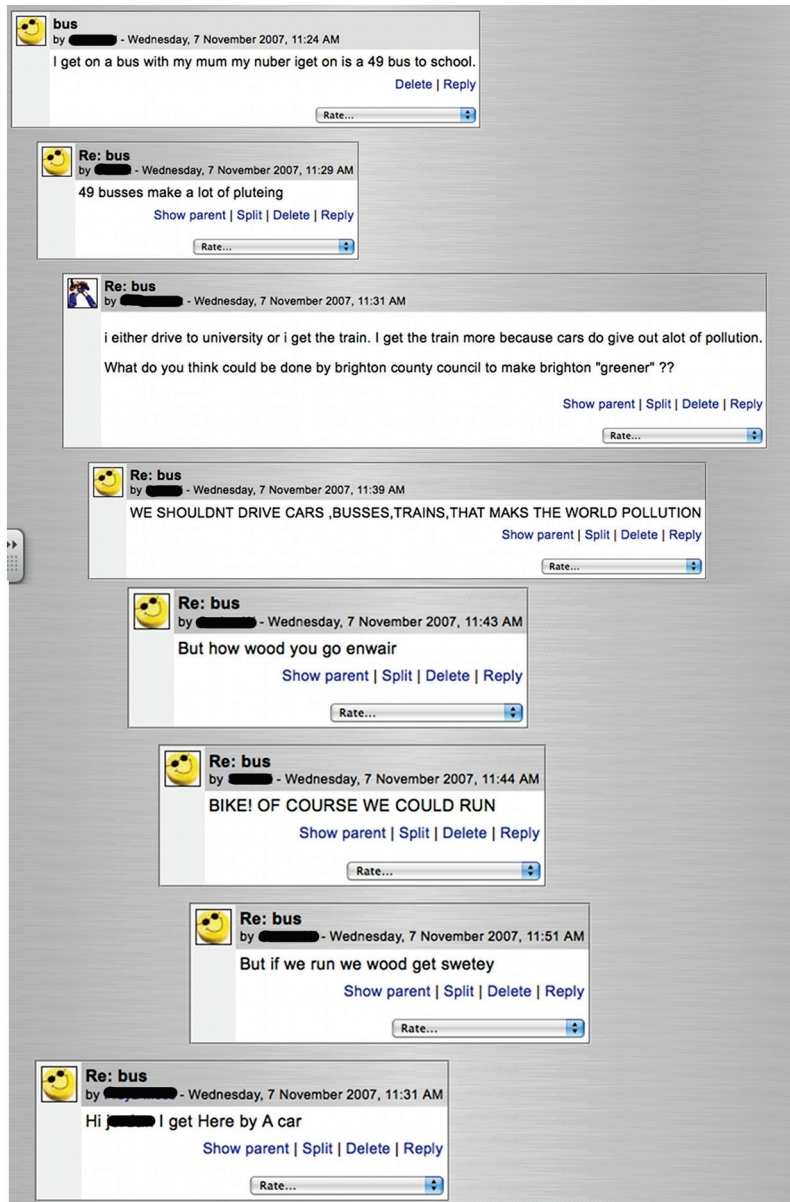 bus
by - Wednesday, 7 November 2007, 11:24 AM
I get on a bus with my mum my nuber iget on is a 49 bus to school.
Delete | Reply
Rate...
Re: bus
by - Wednesday, 7 November 2007, 11:29 AM
49 busses make a lot of pluteing
Show parent | Split | Delete | Reply
Rate...
Re: bus
by - Wednesday, 7 November 2007, 11:31 AM
i either drive to university or i get the train. I get the train more because cars do give out alot of pollution.
What do you think could be done by brighton county council to make brighton "greener" ??
Show parent | Split | Delete | Reply
Rate...
Re: bus
by - Wednesday, 7 November 2007, 11:39 AM
WE SHOULDNT DRIVE CARS ,BUSSES,TRAINS,THAT MAKS THE WORLD POLLUTION
Show parent | Split | Delete | Reply
Rate...
Re: bus
by - Wednesday, 7 November 2007, 11:43 AM
But how wood you go enwair
Show parent | Split | Delete | Reply
Rate...
Re: bus
by - Wednesday, 7 November 2007, 11:44 AM
BIKE! OF COURSE WE COULD RUN
Show parent | Split | Delete | Reply
Rate...
Re: bus
by - Wednesday, 7 November 2007, 11:51 AM
But if we run we wood get swetey
Show parent | Split | Delete | Reply
Rate...
Re: bus
by - Wednesday, 7 November 2007, 11:31 AM
Hi I get Here by A car
Show parent | Split | Delete | Reply
Rate...